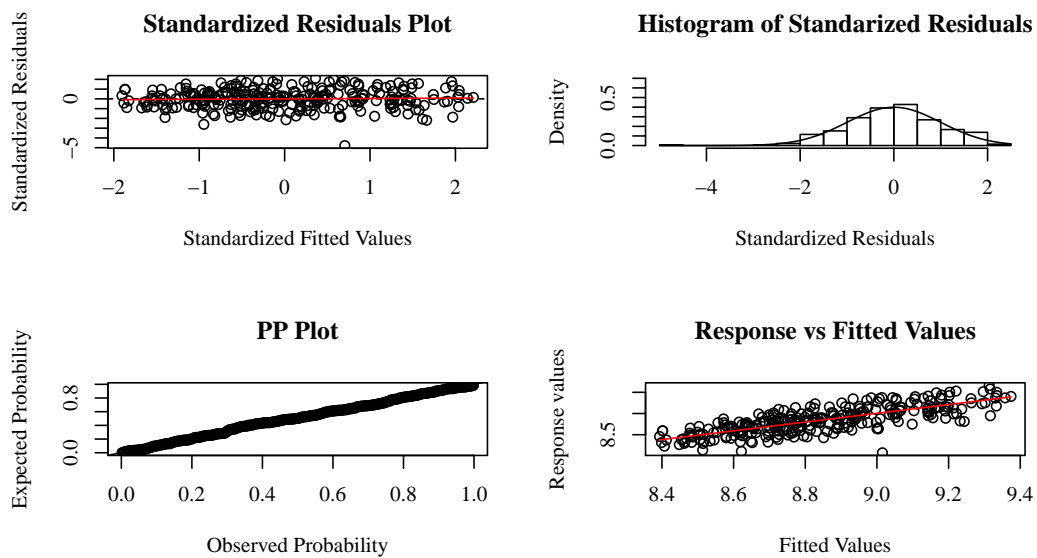 Standardized Residuals Plot
Standardized Residuals
0
−5
−2 −1 0 1 2
Standardized Fitted Values
Histogram of Standarized Residuals
Density
0.5
0.0
−4 −2 0 2
Standardized Residuals
PP Plot
Expected Probability
0.8
0.0
0.0 0.2 0.4 0.6 0.8 1.0
Observed Probability
Response vs Fitted Values
Response values
8.5
8.4 8.6 8.8 9.0 9.2 9.4
Fitted Values